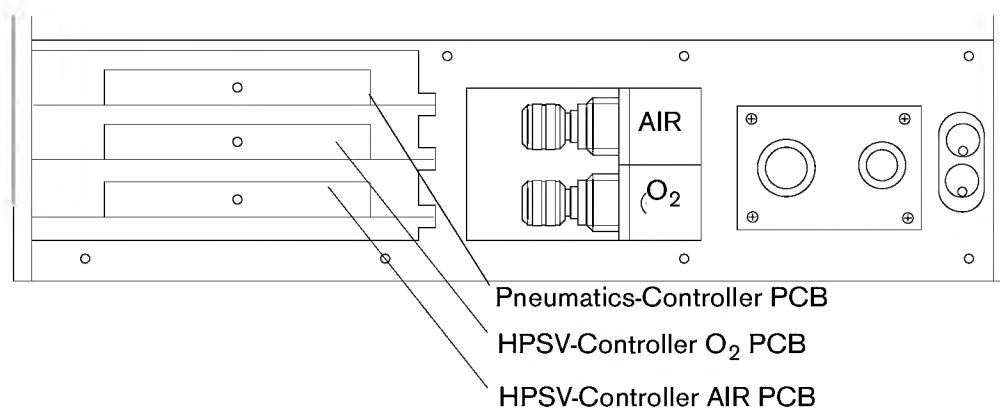 AIR
O₂
Pneumatics-Controller PCB
HPSV-Controller O₂ PCB
HPSV-Controller AIR PCB